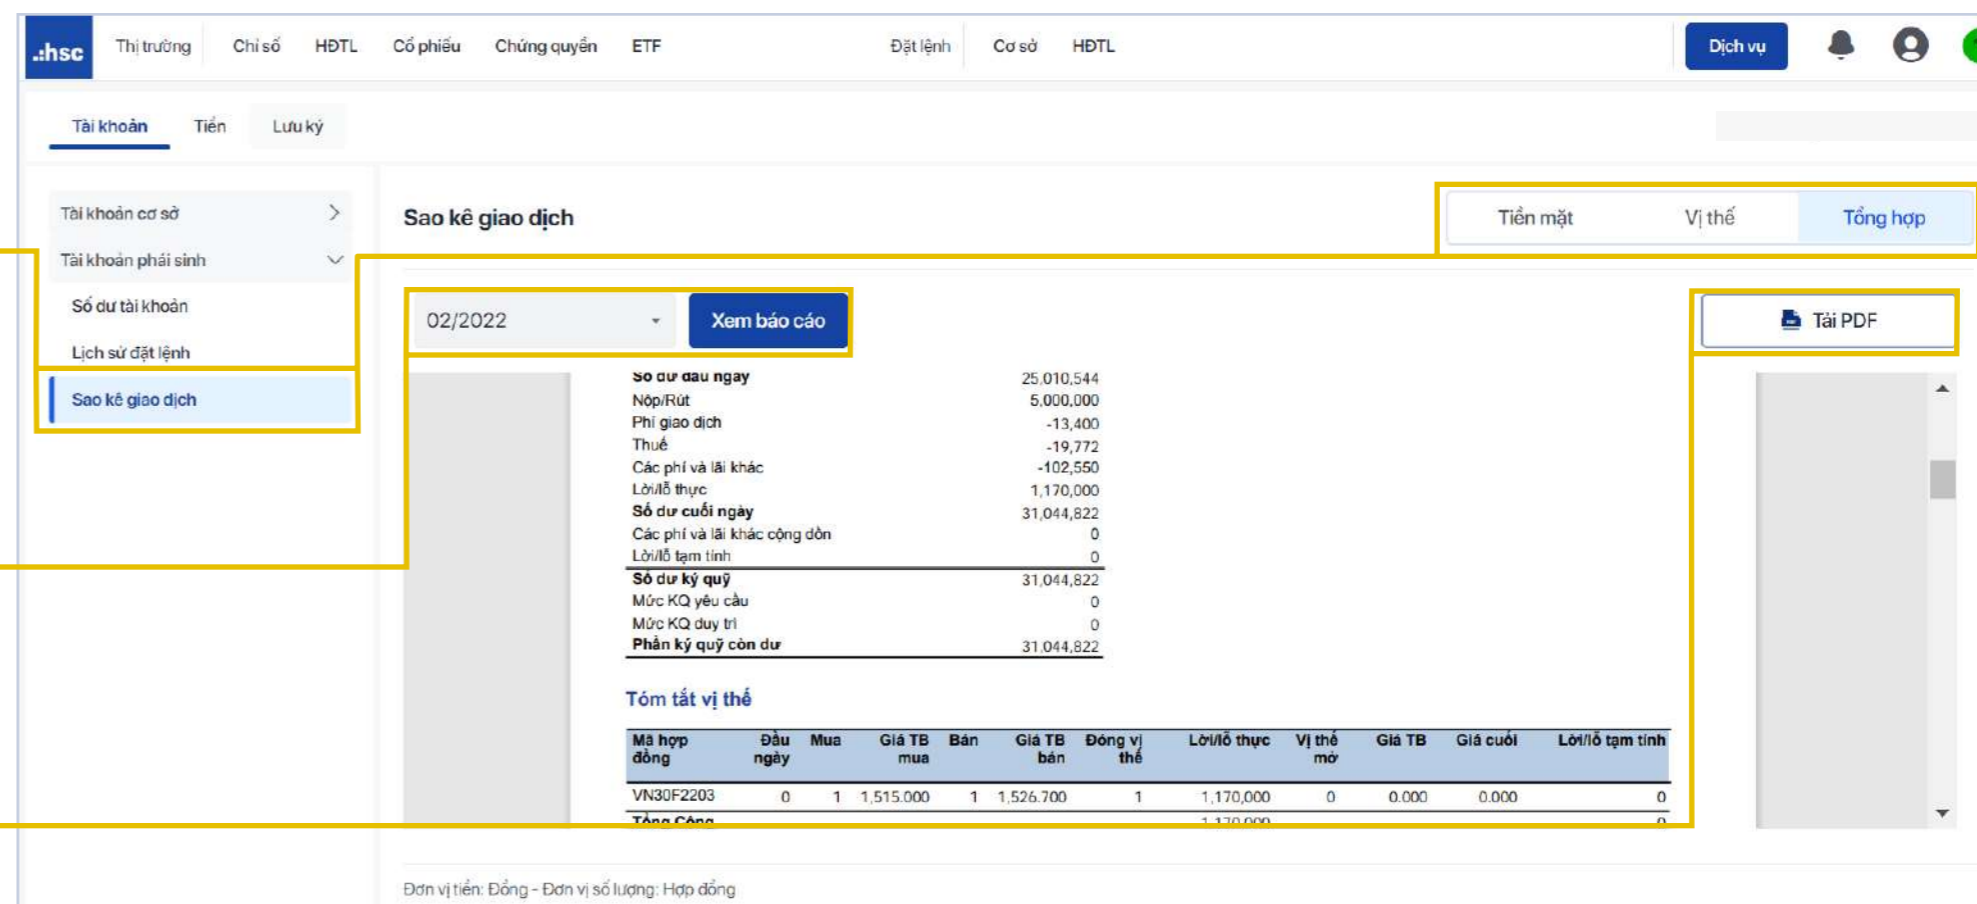 .:hsc Thị trường Chỉ số HĐTL Cổ phiếu Chứng quyền ETF Đặt lệnh Cơ sở HĐTL Dịch vụ
Tài khoản Tiền Lưu ký
Tài khoản cơ sở
Tài khoản phái sinh
Số dư tài khoản
Lịch sử đặt lệnh
Sao kê giao dịch
Sao kê giao dịch Tiền mặt Vị thế Tổng hợp
02/2022 Xem báo cáo Tải PDF
Số dư đầu ngày 25,010,544
Nộp/Rút 5,000,000
Phí giao dịch -13,400
Thuế -19,772
Các phí và lãi khác -102,550
Lời/lỗ thực 1,170,000
Số dư cuối ngày 31,044,822
Các phí và lãi khác cộng dồn 0
Lời/lỗ tạm tính 0
Số dư ký quỹ 31,044,822
Mức KQ yêu cầu 0
Mức KQ duy trì 0
Phần ký quỹ còn dư 31,044,822
Tóm tắt vị thế
Mã hợp Đầu Mua Giá TB Bán Giá TB Đóng vị Lời/lỗ thực Vị thế Giá TB Giá cuối Lời/lỗ tạm tính
đồng ngày mua bán thế mở
VN30F2203 0 1 1,515.000 1 1,526.700 1 1,170,000 0 0.000 0.000 0
Tổng Cộng 1,170,000 0
Đơn vị tiền: Đồng - Đơn vị số lượng: Hợp đồng